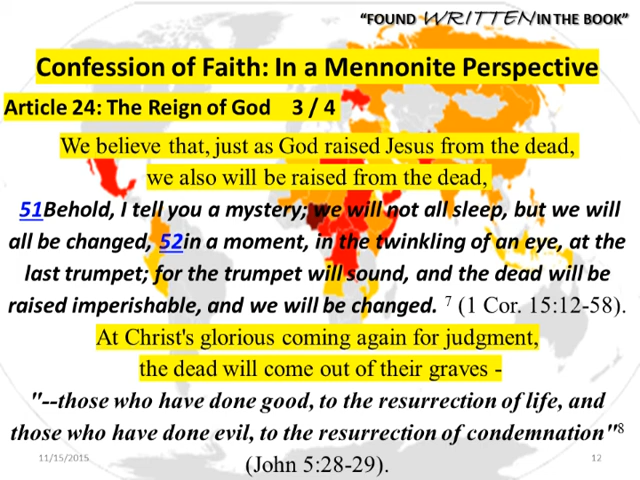 "FOUND WRITTEN IN THE BOOK"
Confession of Faith: In a Mennonite Perspective
Article 24: The Reign of God 3 / 4
We believe that, just as God raised Jesus from the dead,
we also will be raised from the dead,
51Behold, I tell you a mystery; we will not all sleep, but we will
all be changed, 52in a moment, in the twinkling of an eye, at the
last trumpet; for the trumpet will sound, and the dead will be
raised imperishable, and we will be changed. 7 (1 Cor. 15:12-58).
At Christ's glorious coming again for judgment,
the dead will come out of their graves -
"--those who have done good, to the resurrection of life, and
those who have done evil, to the resurrection of condemnation"8
(John 5:28-29).
11/15/2015
12